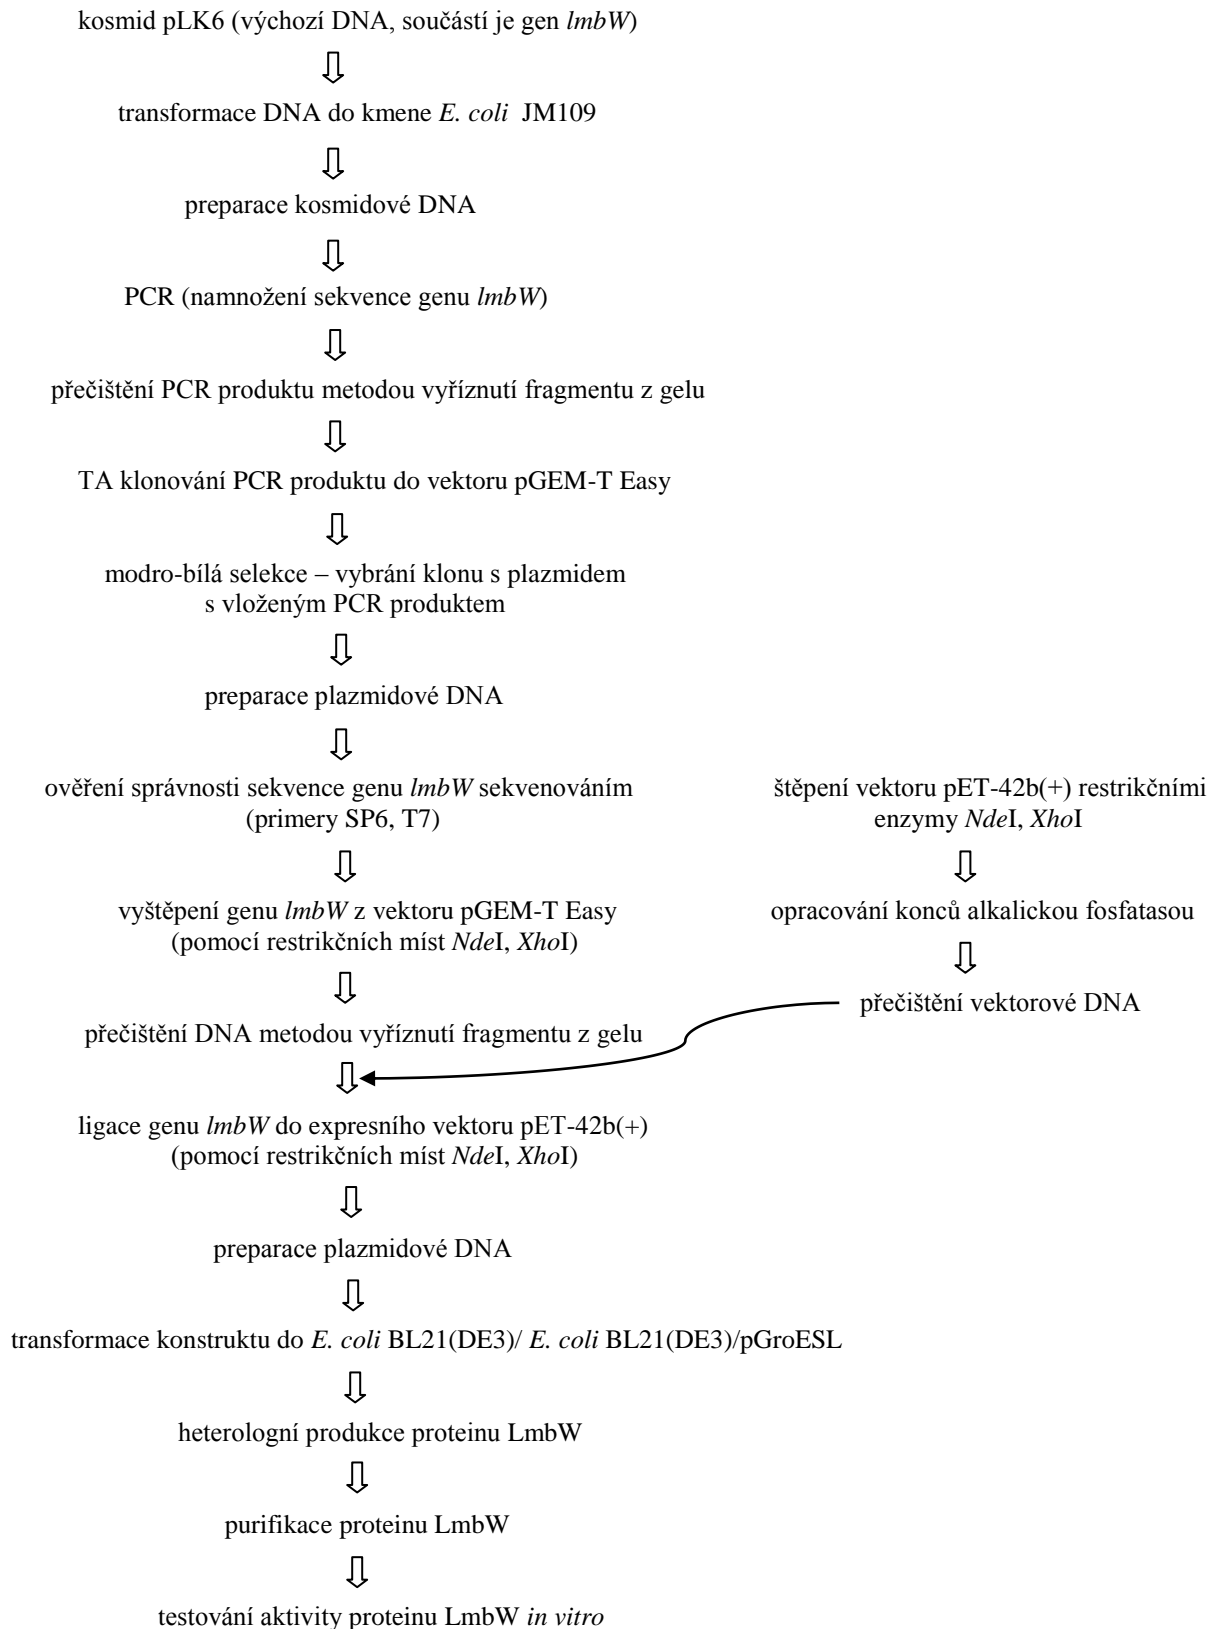 kosmid pLK6 (výchozí DNA, součástí je gen lmbW)
transformace DNA do kmene E. coli JM109
preparace kosmidové DNA
PCR (namnožení sekvence genu lmbW)
přečištění PCR produktu metodou vyříznutí fragmentu z gelu
TA klonování PCR produktu do vektoru pGEM-T Easy
modro-bílá selekce – vybrání klonu s plazmidem
s vloženým PCR produktem
preparace plazmidové DNA
ověření správnosti sekvence genu lmbW sekvenováním
(primery SP6, T7)
vyštěpení genu lmbW z vektoru pGEM-T Easy
(pomocí restrikčních míst NdeI, XhoI)
přečištění DNA metodou vyříznutí fragmentu z gelu
štěpení vektoru pET-42b(+) restrikčními
enzymy NdeI, XhoI
opracování konců alkalickou fosfatasou
přečištění vektorové DNA
ligace genu lmbW do expresního vektoru pET-42b(+)
(pomocí restrikčních míst NdeI, XhoI)
preparace plazmidové DNA
transformace konstruktu do E. coli BL21(DE3)/ E. coli BL21(DE3)/pGroESL
heterologní produkce proteinu LmbW
purifikace proteinu LmbW
testování aktivity proteinu LmbW in vitro